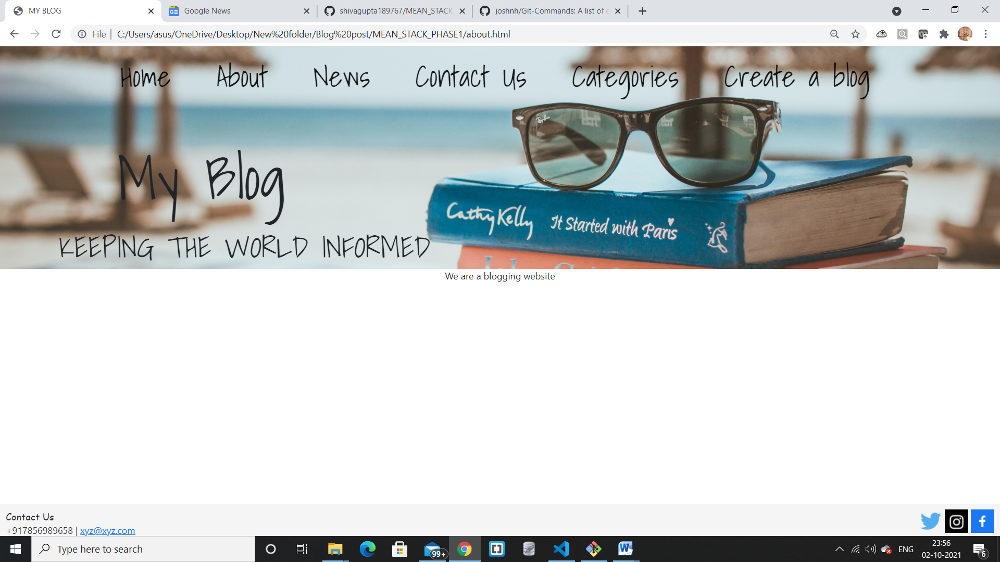 MY BLOG
Google News
shivagupta189767/MEAN_STACK
joshnh/Git-Commands: A list of c
File | C:/Users/asus/OneDrive/Desktop/New%20folder/Blog%20post/MEAN_STACK_PHASE1/about.html
Home About News Contact Us Categories Create a blog
Ray-Ban
My Blog
Cathy Kelly It Started with Paris
KEEPING THE WORLD INFORMED
We are a blogging website
Contact Us
+917856989658 | xyz@xyz.com
Type here to search
99+
ENG
23:56
02-10-2021
6